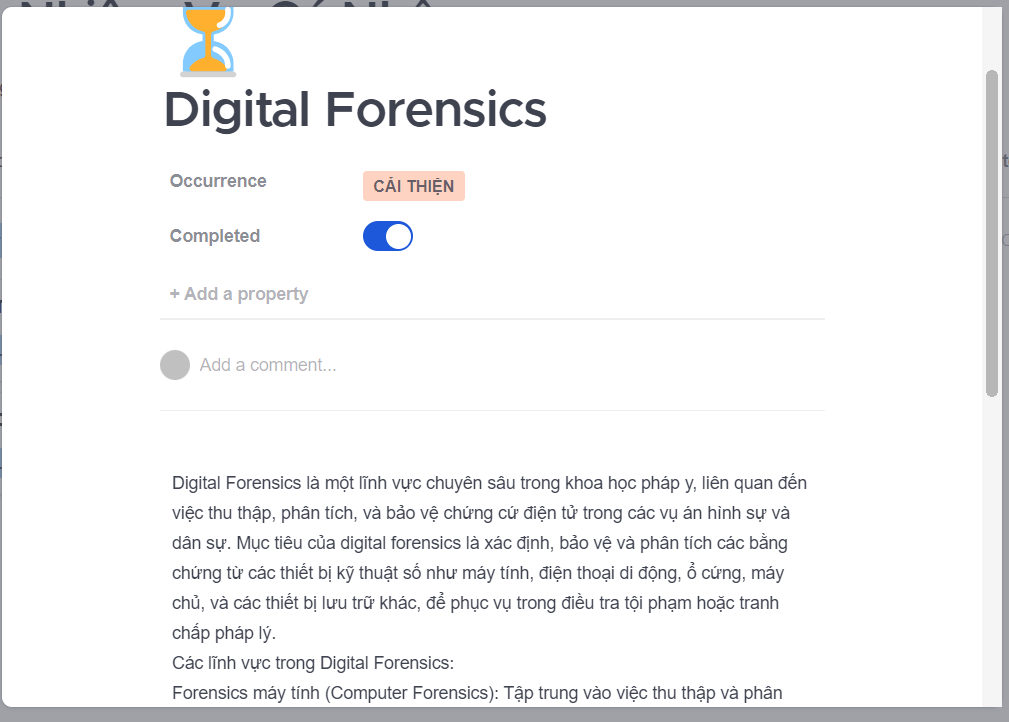 Digital Forensics
Occurrence
CẢI THIỆN
Completed
+ Add a property
Add a comment...
Digital Forensics là một lĩnh vực chuyên sâu trong khoa học pháp y, liên quan đến
việc thu thập, phân tích, và bảo vệ chứng cứ điện tử trong các vụ án hình sự và
dân sự. Mục tiêu của digital forensics là xác định, bảo vệ và phân tích các bằng
chứng từ các thiết bị kỹ thuật số như máy tính, điện thoại di động, ổ cứng, máy
chủ, và các thiết bị lưu trữ khác, để phục vụ trong điều tra tội phạm hoặc tranh
chấp pháp lý.
Các lĩnh vực trong Digital Forensics:
Forensics máy tính (Computer Forensics): Tập trung vào việc thu thập và phân